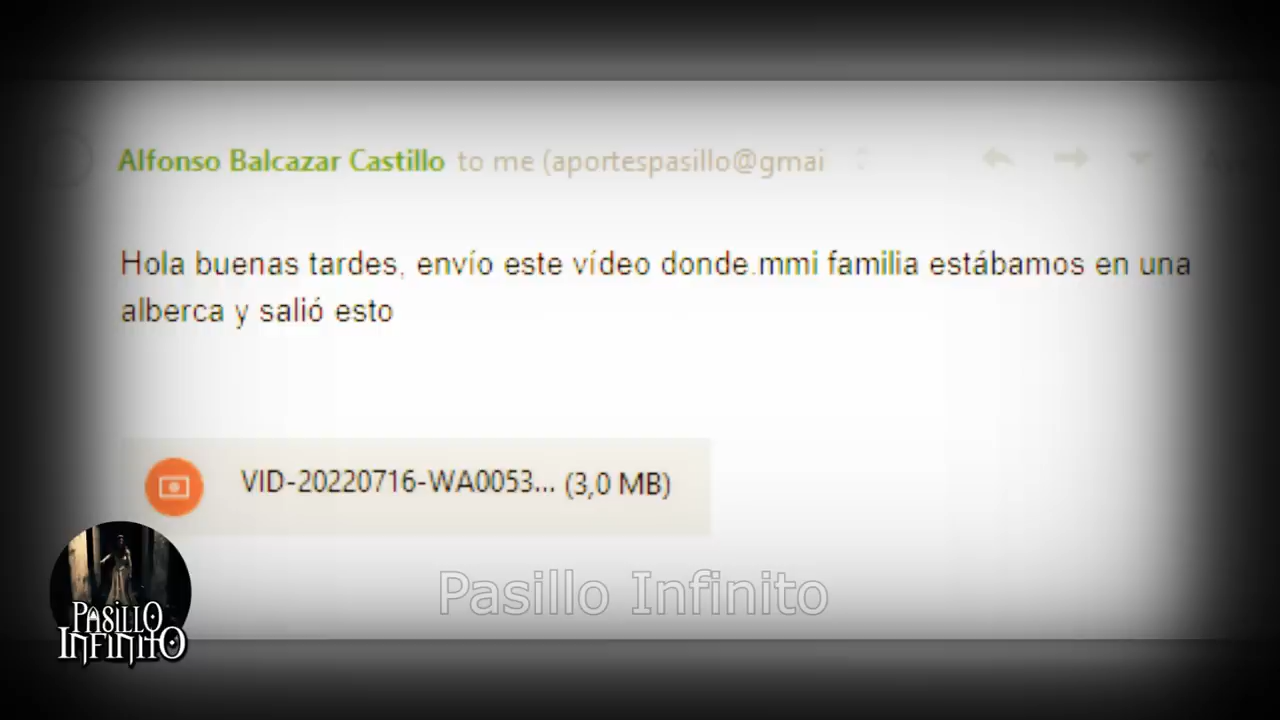 Alfonso Balcazar Castillo to me (aportespasillo@gmai
Hola buenas tardes, envío este vídeo donde.mmi familia estábamos en una
alberca y salió esto
VID-20220716-WA0053... (3,0 MB)
Pasillo Infinito
PASILLO
INFINITO